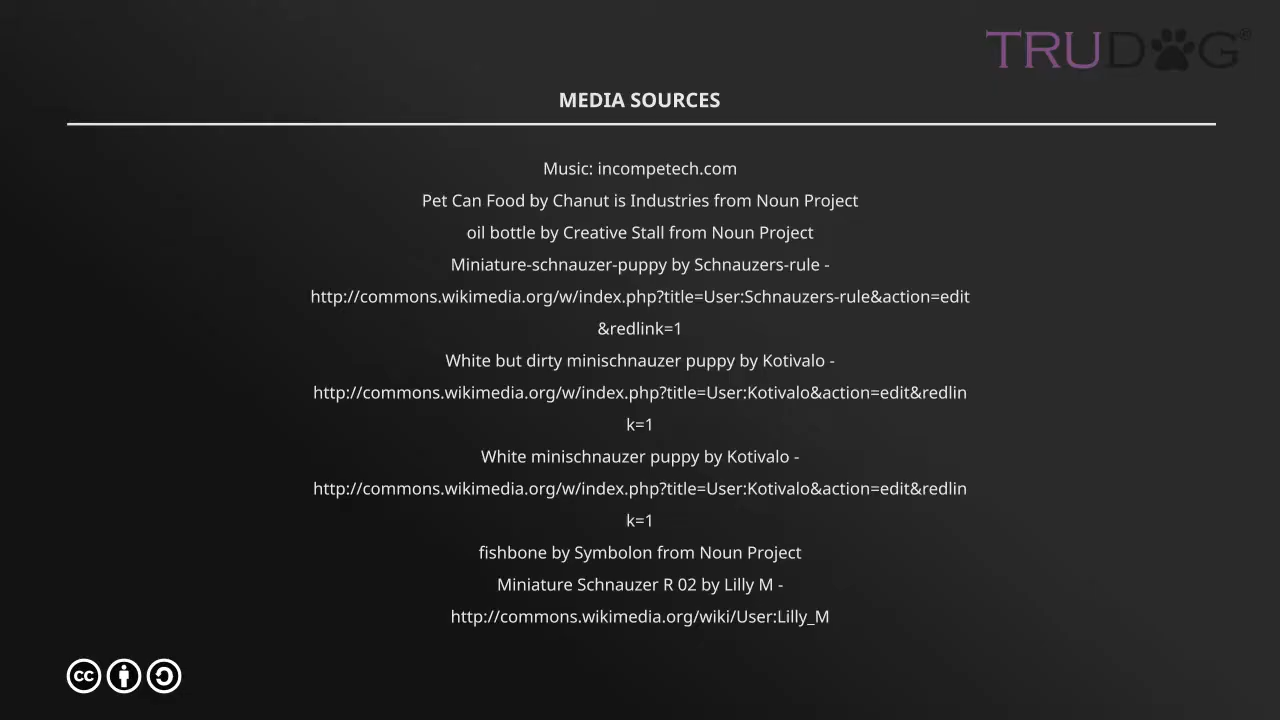 TRUDOG®
MEDIA SOURCES
Music: incompetech.com
Pet Can Food by Chanut is Industries from Noun Project
oil bottle by Creative Stall from Noun Project
Miniature-schnauzer-puppy by Schnauzers-rule -
http://commons.wikimedia.org/w/index.php?title=User:Schnauzers-rule&action=edit
&redlink=1
White but dirty minischnauzer puppy by Kotivalo -
http://commons.wikimedia.org/w/index.php?title=User:Kotivalo&action=edit&redlin
k=1
White minischnauzer puppy by Kotivalo -
http://commons.wikimedia.org/w/index.php?title=User:Kotivalo&action=edit&redlin
k=1
fishbone by Symbolon from Noun Project
Miniature Schnauzer R 02 by Lilly M -
http://commons.wikimedia.org/wiki/User:Lilly_M
cc